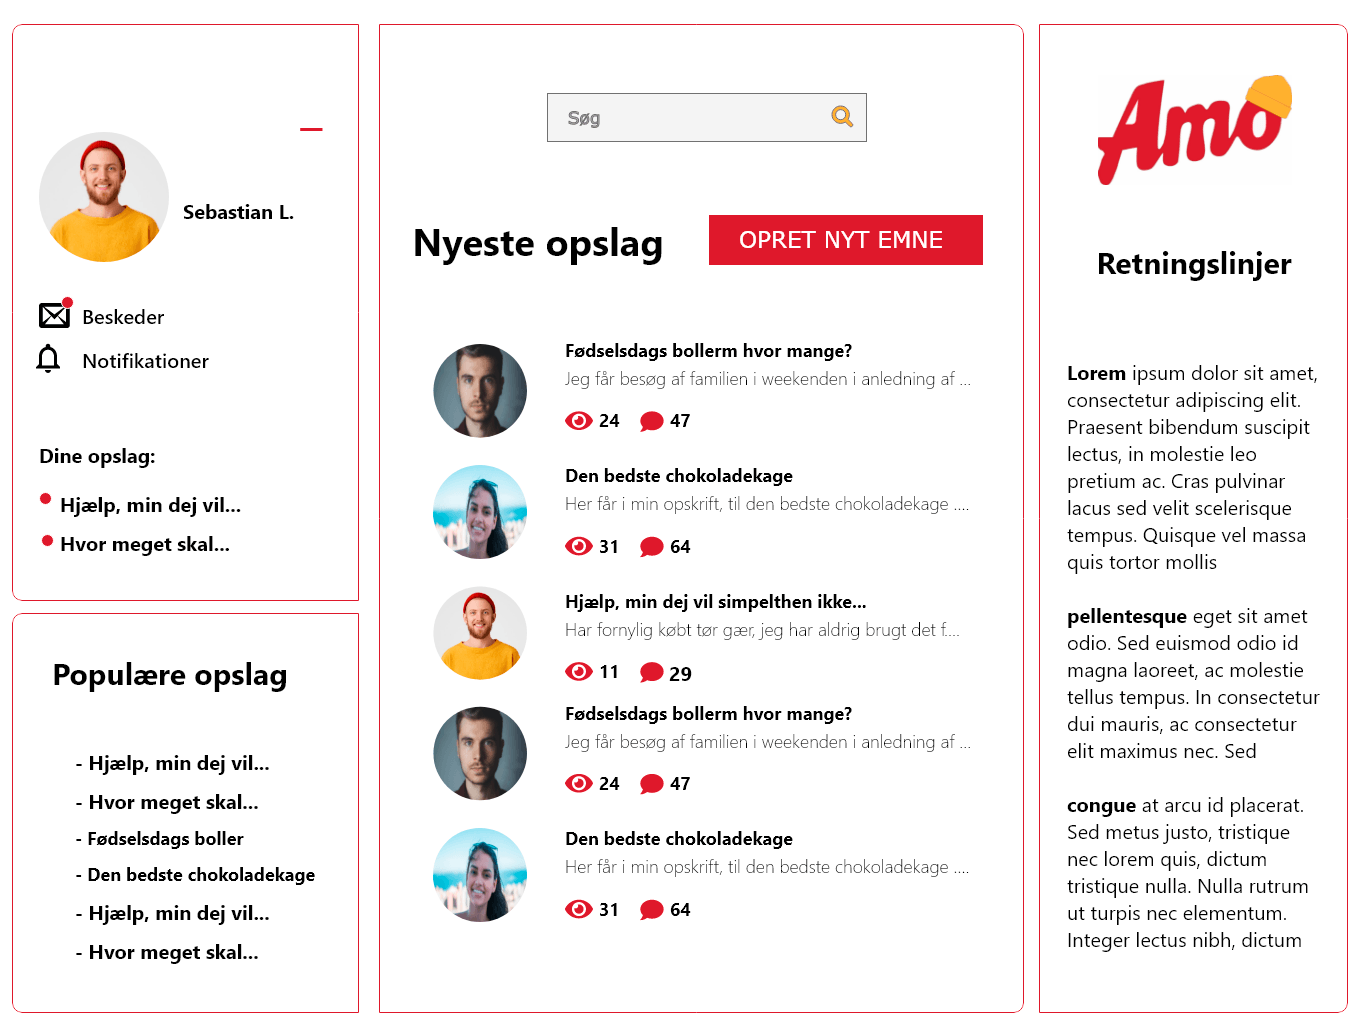 Sebastian L.
Beskeder
Notifikationer
Dine opslag:
Hjælp, min dej vil...
Hvor meget skal...
Populære opslag
- Hjælp, min dej vil...
- Hvor meget skal...
- Fødselsdags boller
- Den bedste chokoladekage
- Hjælp, min dej vil...
- Hvor meget skal...
Søg
Nyeste opslag
OPRET NYT EMNE
Fødselsdags bollerm hvor mange?
Jeg får besøg af familien i weekenden i anledning af ...
24 47
Den bedste chokoladekage
Her får i min opskrift, til den bedste chokoladekage ....
31 64
Hjælp, min dej vil simpelthen ikke...
Har fornylig købt tør gær, jeg har aldrig brugt det f....
11 29
Fødselsdags bollerm hvor mange?
Jeg får besøg af familien i weekenden i anledning af ...
24 47
Den bedste chokoladekage
Her får i min opskrift, til den bedste chokoladekage ....
31 64
Amo
Retningslinjer
Lorem ipsum dolor sit amet,
consectetur adipiscing elit.
Praesent bibendum suscipit
lectus, in molestie leo
pretium ac. Cras pulvinar
lacus sed velit scelerisque
tempus. Quisque vel massa
quis tortor mollis
pellentesque eget sit amet
odio. Sed euismod odio id
magna laoreet, ac molestie
tellus tempus. In consectetur
dui mauris, ac consectetur
elit maximus nec. Sed
congue at arcu id placerat.
Sed metus justo, tristique
nec lorem quis, dictum
tristique nulla. Nulla rutrum
ut turpis nec elementum.
Integer lectus nibh, dictum